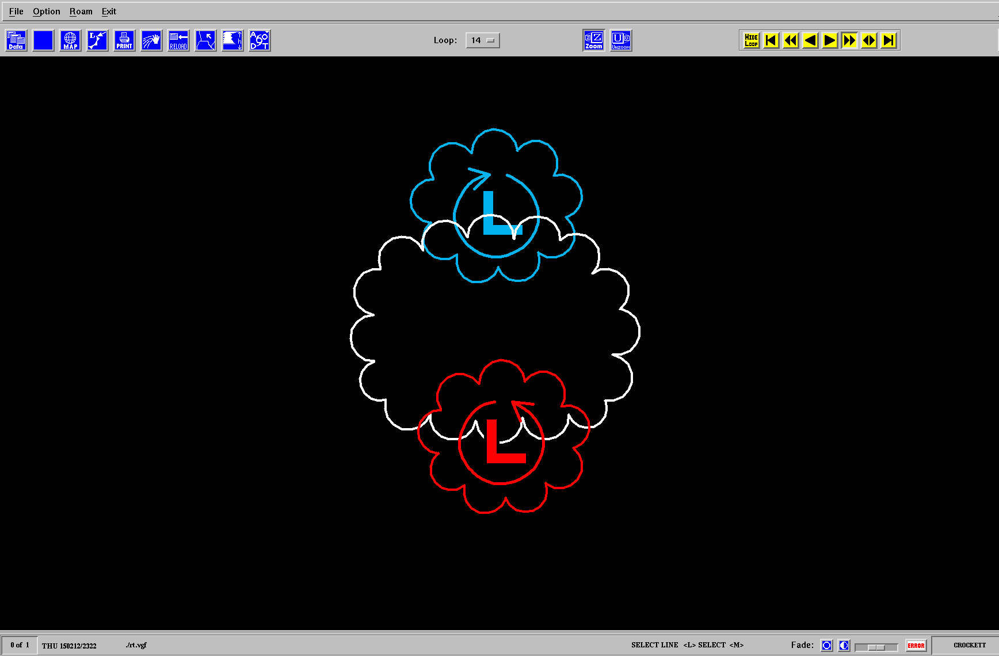 File Option Roam Exit
Data MAP L PRINT RELOAD h A G O D T Loop: 14 Z Zoom U UNZOOM HIDE LOOP
L
L
0 of 1 THU 150212/2322 ./rt.vgf SELECT LINE <L> SELECT <M> Fade: ERROR CROCKETT